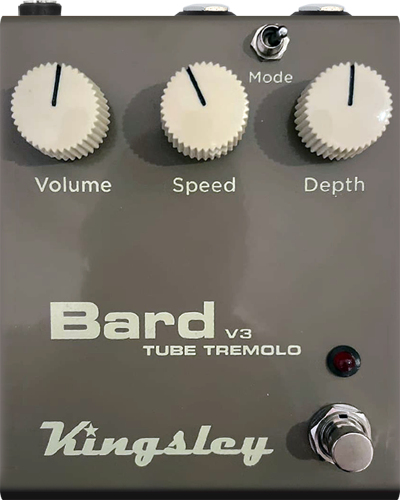 Mode
Volume Speed Depth
Bard V3
TUBE TREMOLO
Kingsley